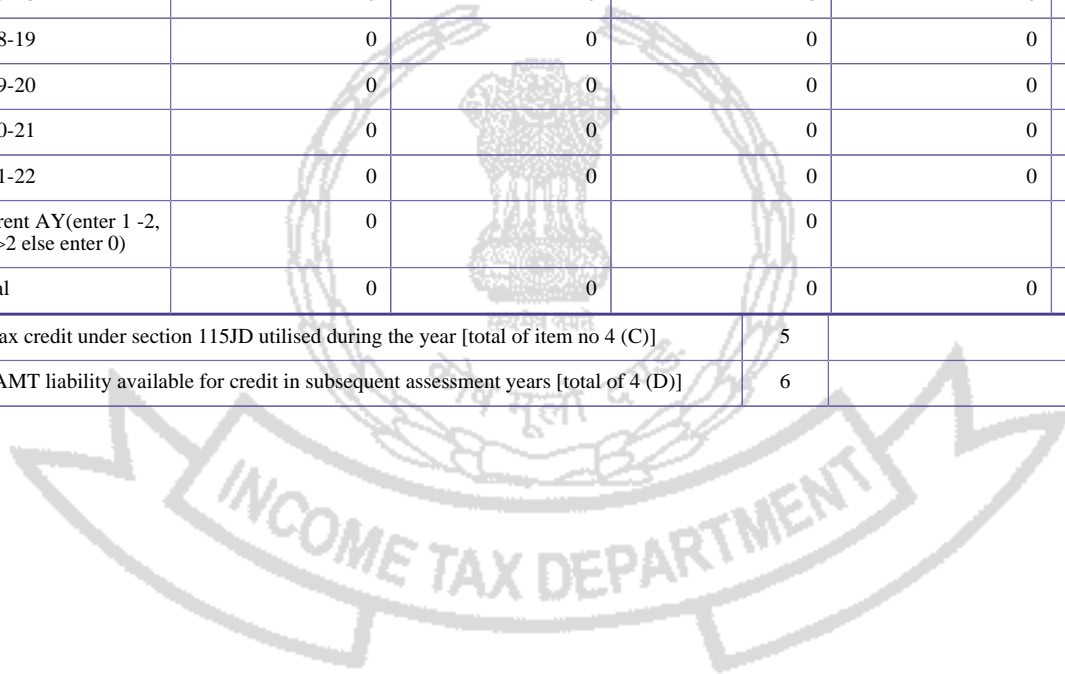 8-19 0 0 0 0
9-20 0 0 0 0
0-21 0 0 0 0
1-22 0 0 0 0
rent AY(enter 1 -2, 0 0
>2 else enter 0)
al 0 0 0 0
ax credit under section 115JD utilised during the year [total of item no 4 (C)] 5
AMT liability available for credit in subsequent assessment years [total of 4 (D)] 6
सत्यमेव जयते
INCOME TAX DEPARTMENT